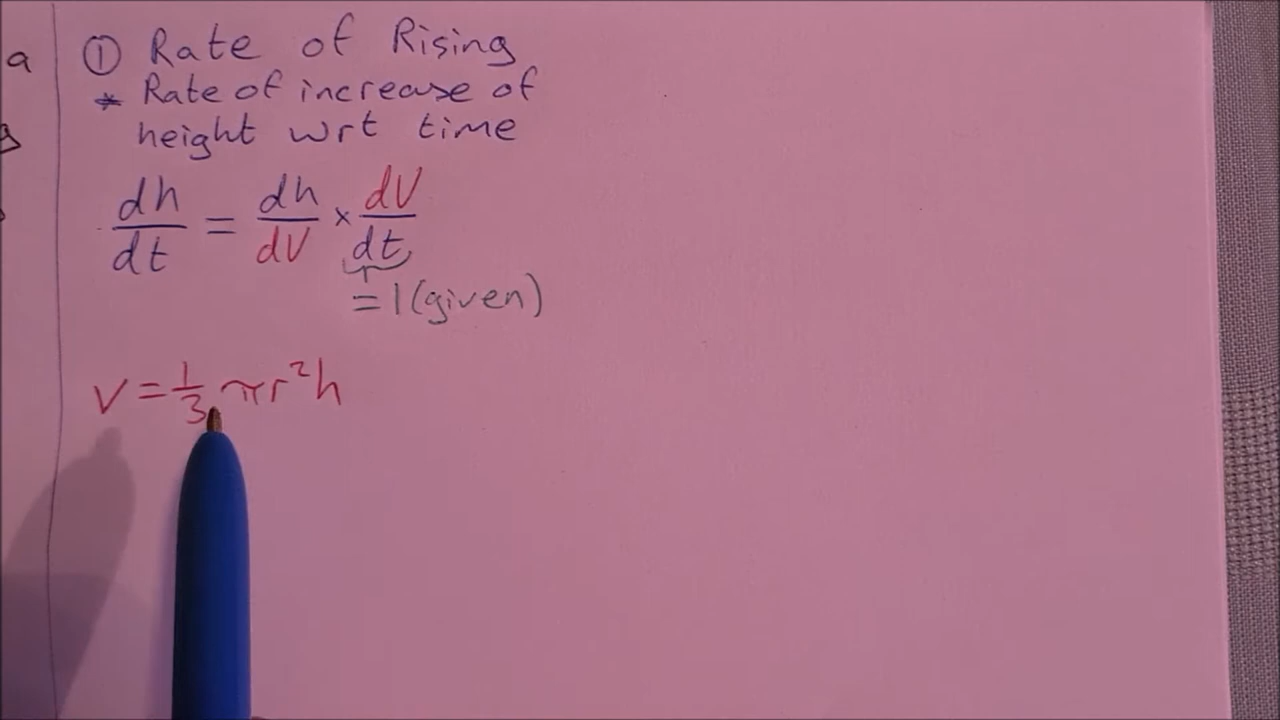 a
① Rate of Rising
* Rate of increase of
height wrt time
dh/dt = dh/dV × dV/dt
= 1 (given)
V = 1/3 πr²h